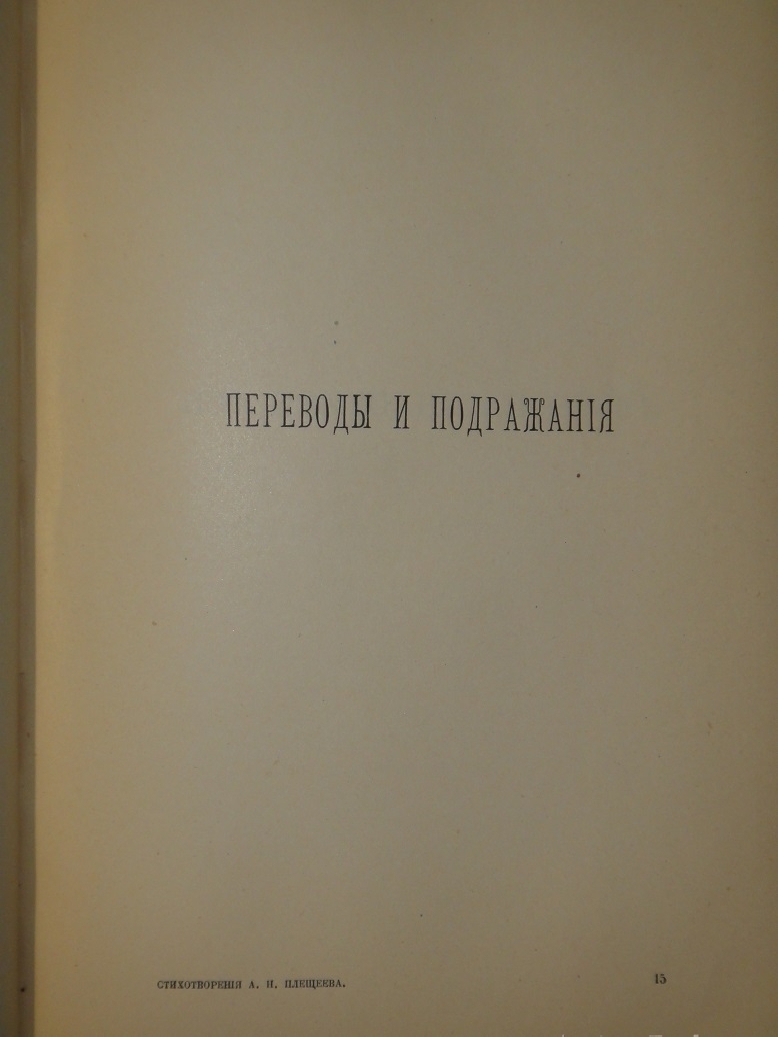 ПЕРЕВОДЫ И ПОДРАЖАНІЯ
СТИХОТВОРЕНІЯ А. Н. ПЛЕЩЕЕВА. 15